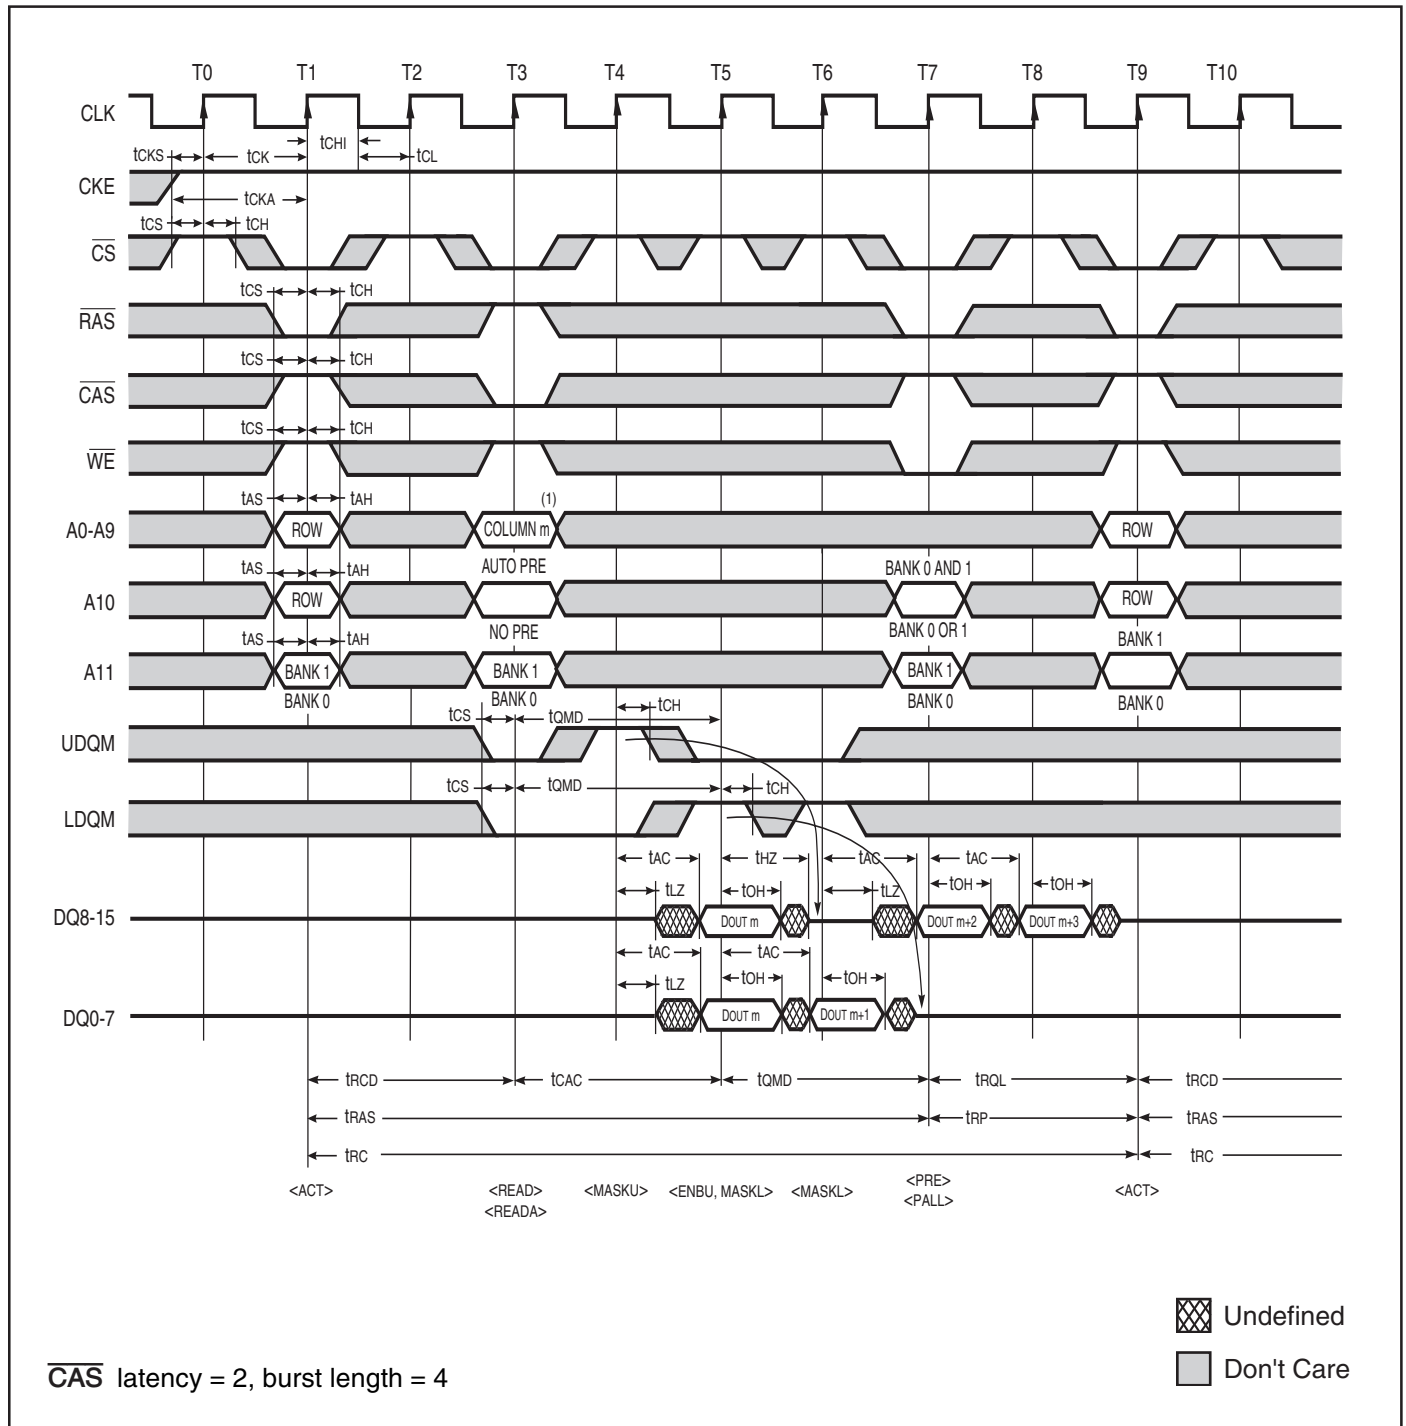 T0 T1 T2 T3 T4 T5 T6 T7 T8 T9 T10
CLK
tCHI
tCKS tCK tCL
CKE
tCKA
tCS tCH
CS
tCS tCH
RAS
tCS tCH
CAS
tCS tCH
WE
tAS tAH (1)
A0-A9 ROW COLUMN m ROW
tAS tAH AUTO PRE BANK 0 AND 1
A10 ROW ROW
tAS tAH NO PRE BANK 0 OR 1 BANK 1
A11 BANK 1 BANK 1 BANK 1
BANK 0 BANK 0 BANK 0 BANK 0
tCS tQMD tCH
UDQM
tCS tQMD tCH
LDQM
tAC tHZ tAC tAC
tLZ tOH tLZ tOH tOH
DQ8-15 DOUT m DOUT m+2 DOUT m+3
tAC tAC
tLZ tOH tOH
DQ0-7 DOUT m DOUT m+1
tRCD tCAC tQMD tRQL tRCD
tRAS tRP tRAS
tRC tRC
<ACT> <READ> <MASKU> <ENBU, MASKL> <MASKL> <PRE> <ACT>
<READA> <PALL>
Undefined
Don't Care
CAS latency = 2, burst length = 4